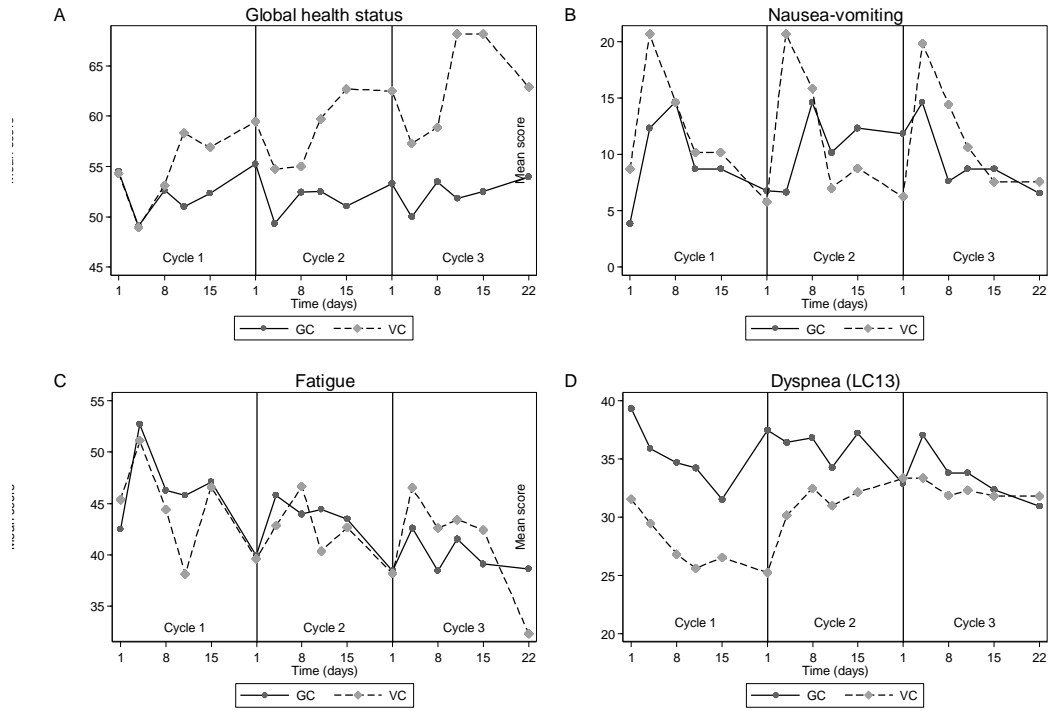 A Global health status
65
60
55
50
45
Mean score
Cycle 1 Cycle 2 Cycle 3
1 8 15 1 8 15 1 8 15 22
Time (days)
GC VC
B Nausea-vomiting
20
15
10
5
0
Mean score
Cycle 1 Cycle 2 Cycle 3
1 8 15 1 8 15 1 8 15 22
Time (days)
GC VC
C Fatigue
55
50
45
40
35
Mean score
Cycle 1 Cycle 2 Cycle 3
1 8 15 1 8 15 1 8 15 22
Time (days)
GC VC
D Dyspnea (LC13)
40
35
30
25
20
Mean score
Cycle 1 Cycle 2 Cycle 3
1 8 15 1 8 15 1 8 15 22
Time (days)
GC VC